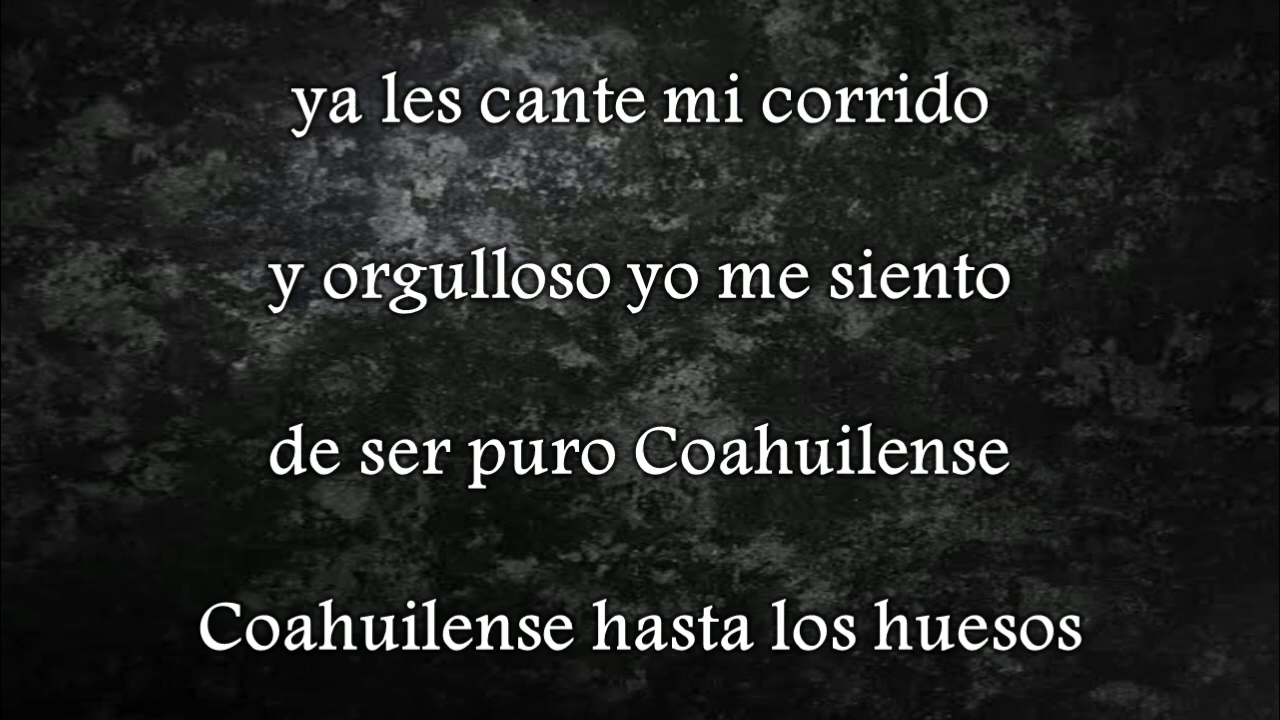 ya les cante mi corrido
y orgulloso yo me siento
de ser puro Coahuilense
Coahuilense hasta los huesos